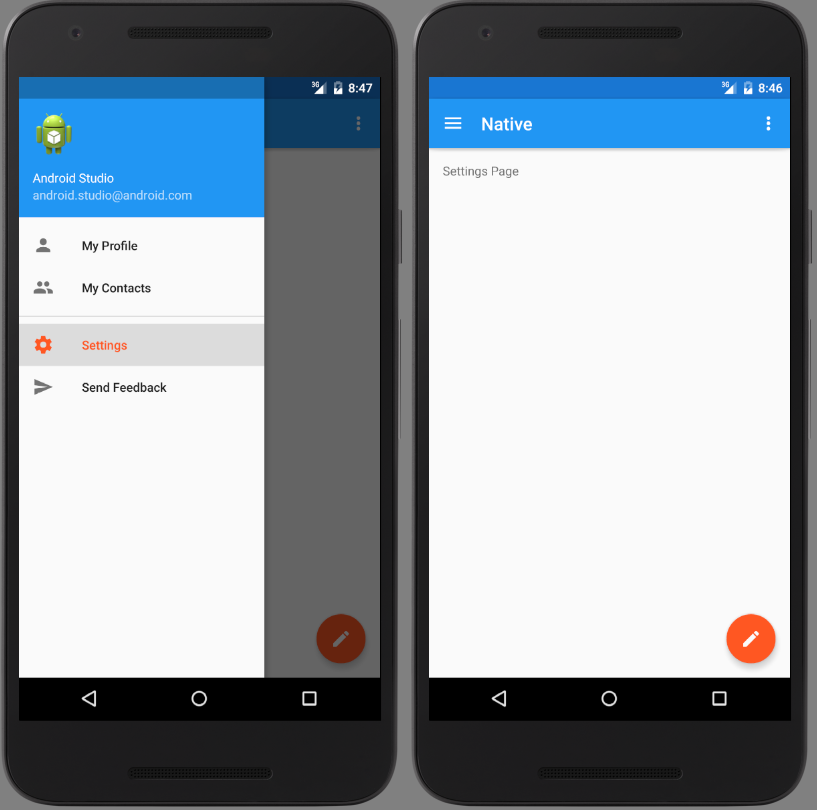 3G 8:47
Android Studio
android.studio@android.com
My Profile
My Contacts
Settings
Send Feedback
3G 8:46
Native
Settings Page